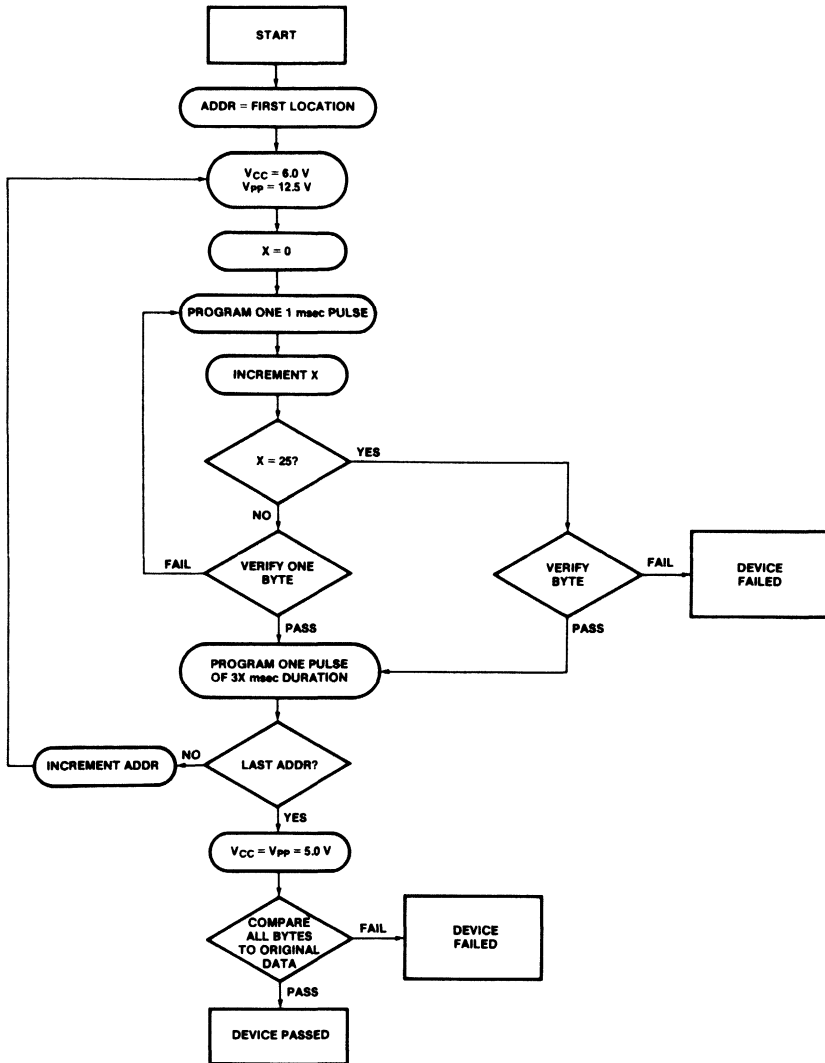 START
ADDR = FIRST LOCATION
VCC = 6.0 V
VPP = 12.5 V
X = 0
PROGRAM ONE 1 msec PULSE
INCREMENT X
X = 25?
YES
NO
VERIFY ONE
BYTE
FAIL
PASS
VERIFY
BYTE
FAIL
PASS
DEVICE
FAILED
PROGRAM ONE PULSE
OF 3X msec DURATION
LAST ADDR?
NO
INCREMENT ADDR
YES
VCC = VPP = 5.0 V
COMPARE
ALL BYTES
TO ORIGINAL
DATA
FAIL
DEVICE
FAILED
PASS
DEVICE PASSED